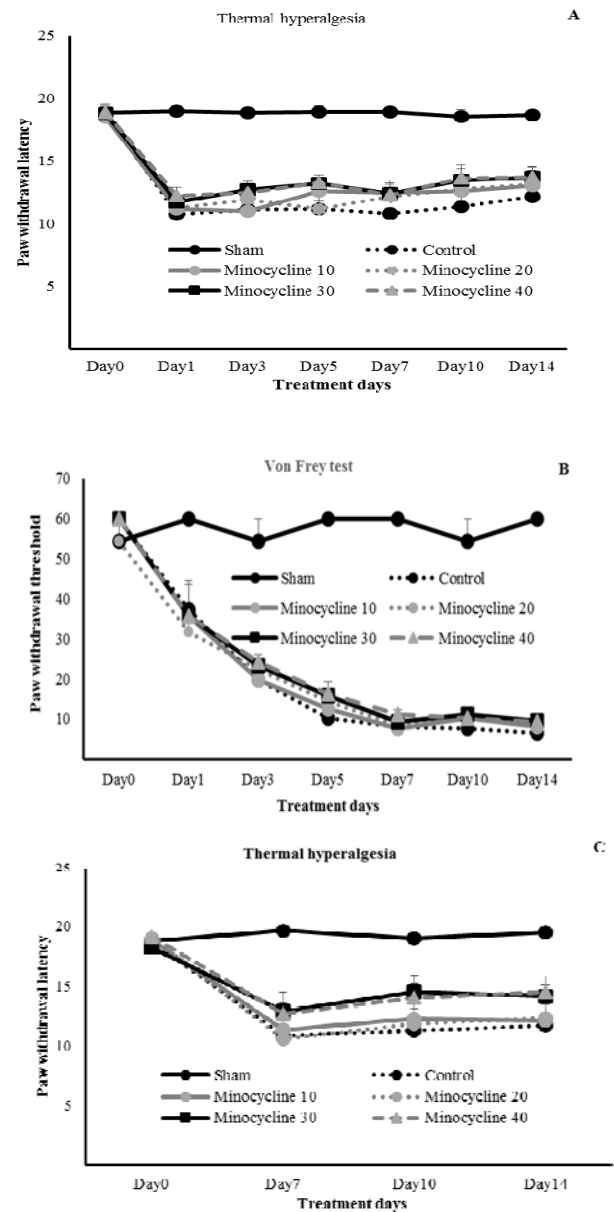 Thermal hyperalgesia
A
25
20
15
10
5
Paw withdrawal latency
Sham
Control
Minocycline 10
Minocycline 20
Minocycline 30
Minocycline 40
Day0 Day1 Day3 Day5 Day7 Day10 Day14
Treatment days
Von Frey test
B
70
60
50
40
30
20
10
Paw withdrawal threshold
Sham
Control
Minocycline 10
Minocycline 20
Minocycline 30
Minocycline 40
Day0 Day1 Day3 Day5 Day7 Day10 Day14
Treatment days
Thermal hyperalgesia
C
25
20
15
10
5
Paw withdrawal latency
Sham
Control
Minocycline 10
Minocycline 20
Minocycline 30
Minocycline 40
Day0 Day7 Day10 Day14
Treatment days